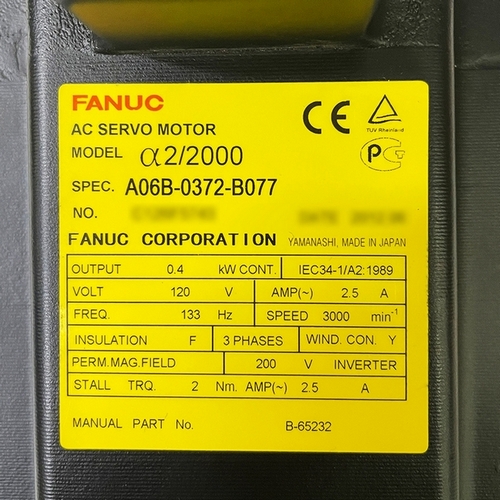 FANUC
AC SERVO MOTOR
MODEL α2/2000
SPEC. A06B-0372-B077
NO.
FANUC CORPORATION YAMANASHI, MADE IN JAPAN
CE
TUV Rheinland
OUTPUT 0.4 kW CONT. IEC34-1/A2:1989
VOLT 120 V AMP(~) 2.5 A
FREQ. 133 Hz SPEED 3000 min⁻¹
INSULATION F 3 PHASES WIND. CON. Y
PERM.MAG.FIELD 200 V INVERTER
STALL TRQ. 2 Nm. AMP(~) 2.5 A
MANUAL PART No. B-65232